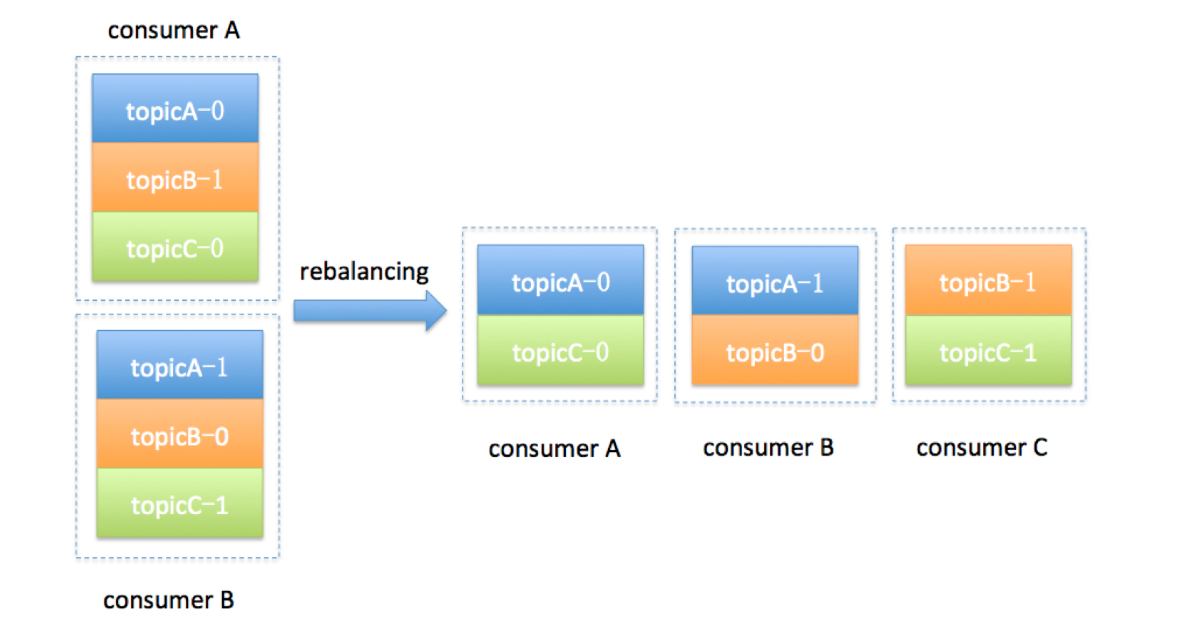 consumer A
topicA-0
topicB-1
topicC-0
topicA-1
topicB-0
topicC-1
consumer B
rebalancing
topicA-0
topicC-0
consumer A
topicA-1
topicB-0
consumer B
topicB-1
topicC-1
consumer C